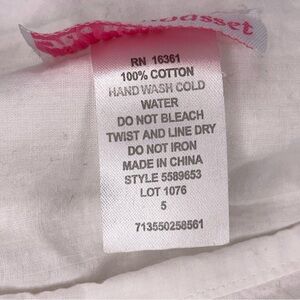 RN 16361
100% COTTON
HAND WASH COLD
WATER
DO NOT BLEACH
TWIST AND LINE DRY
DO NOT IRON
MADE IN CHINA
STYLE 5589653
LOT 1076
5
713550258561